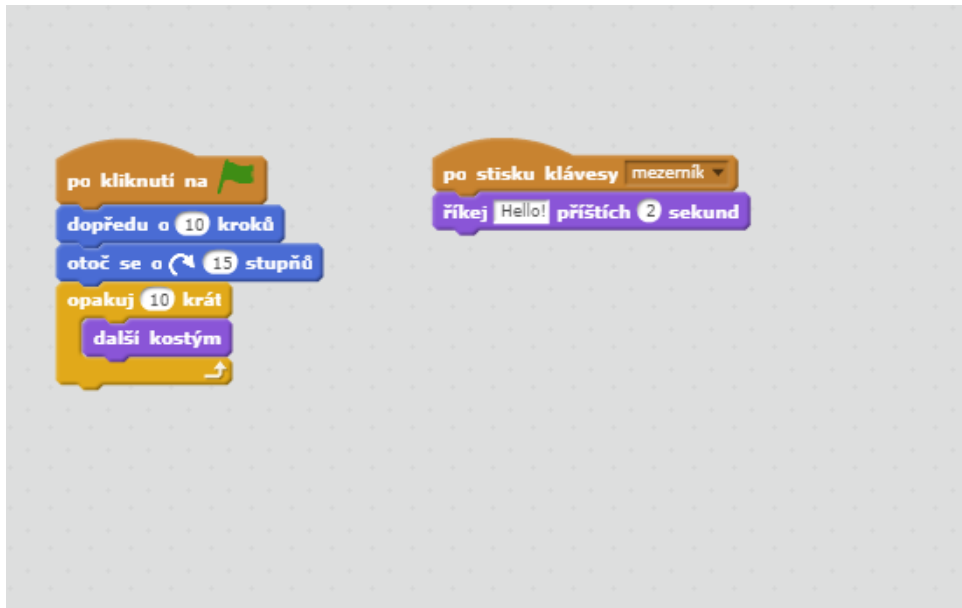 po kliknutí na
dopředu o 10 kroků
otoč se o 15 stupňů
opakuj 10 krát
další kostým
po stisku klávesy mezerník
říkej Hello! příštích 2 sekund